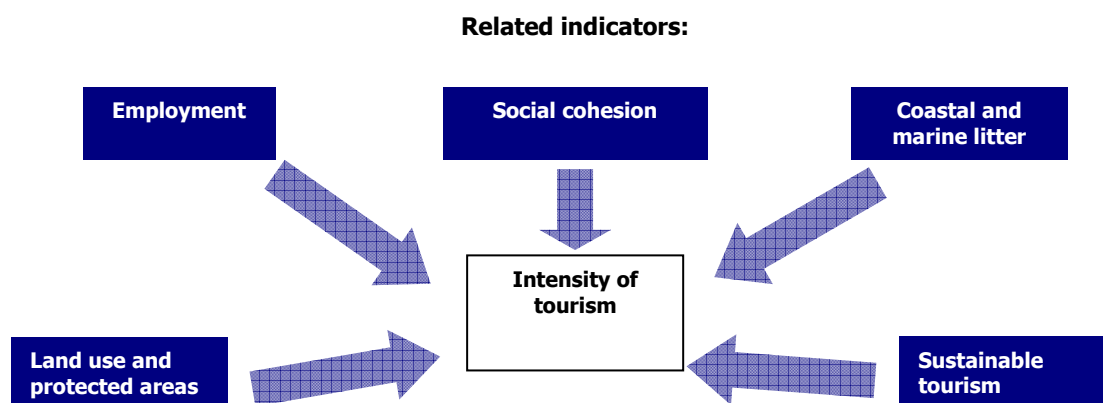 Related indicators:
Employment
Social cohesion
Coastal and
marine litter
Intensity of
tourism
Land use and
protected areas
Sustainable
tourism